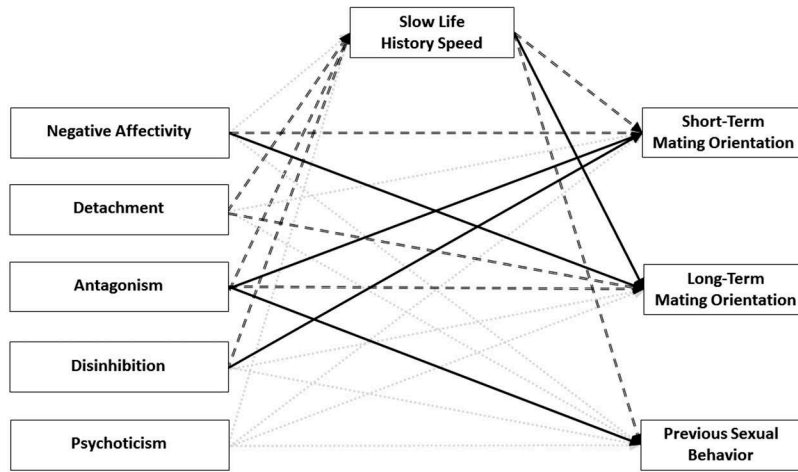 Slow Life
History Speed
Negative Affectivity
Short-Term
Mating Orientation
Detachment
Antagonism
Long-Term
Mating Orientation
Disinhibition
Psychoticism
Previous Sexual
Behavior